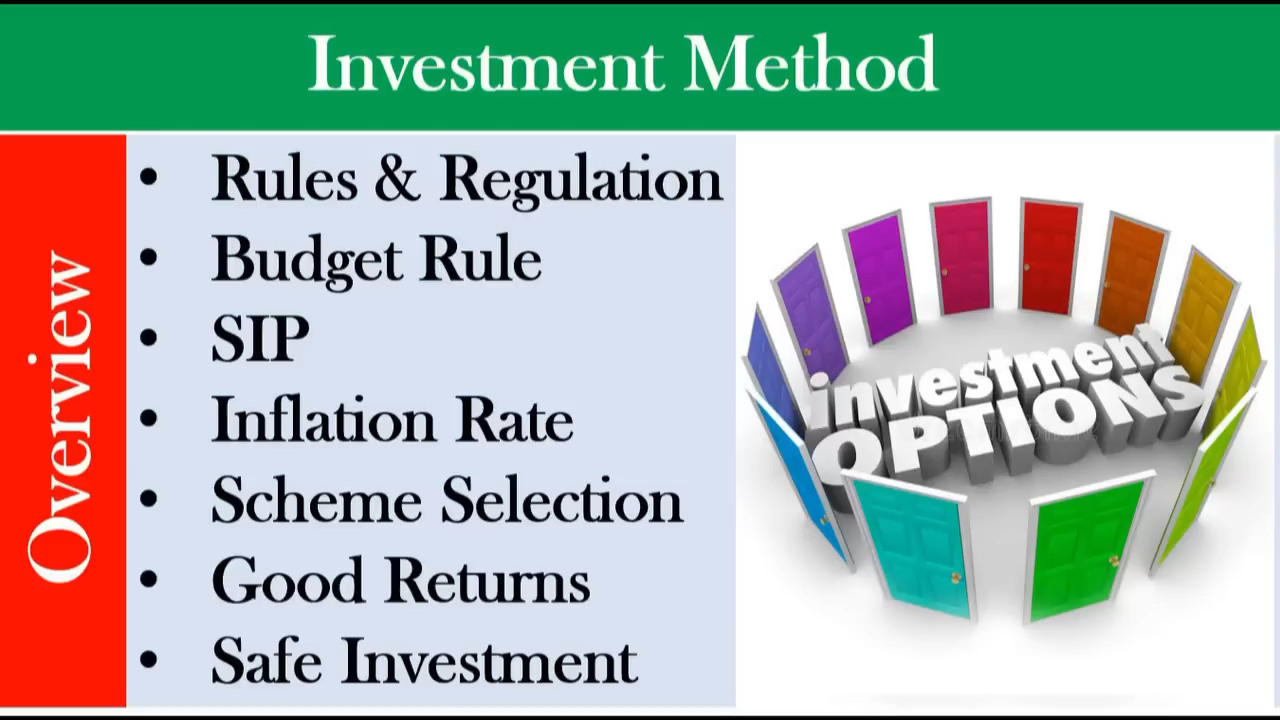 Investment Method
Overview
• Rules & Regulation
• Budget Rule
• SIP
• Inflation Rate
• Scheme Selection
• Good Returns
• Safe Investment
investment
OPTIONS